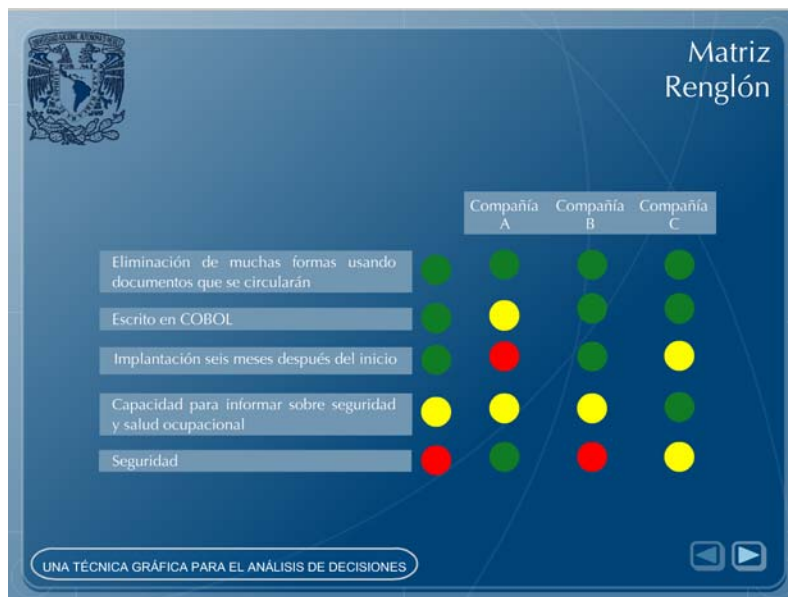 Matriz
Renglón
Compañía Compañía Compañía
A B C
Eliminación de muchas formas usando
documentos que se circularán
Escrito en COBOL
Implantación seis meses después del inicio
Capacidad para informar sobre seguridad
y salud ocupacional
Seguridad
UNA TÉCNICA GRÁFICA PARA EL ANÁLISIS DE DECISIONES